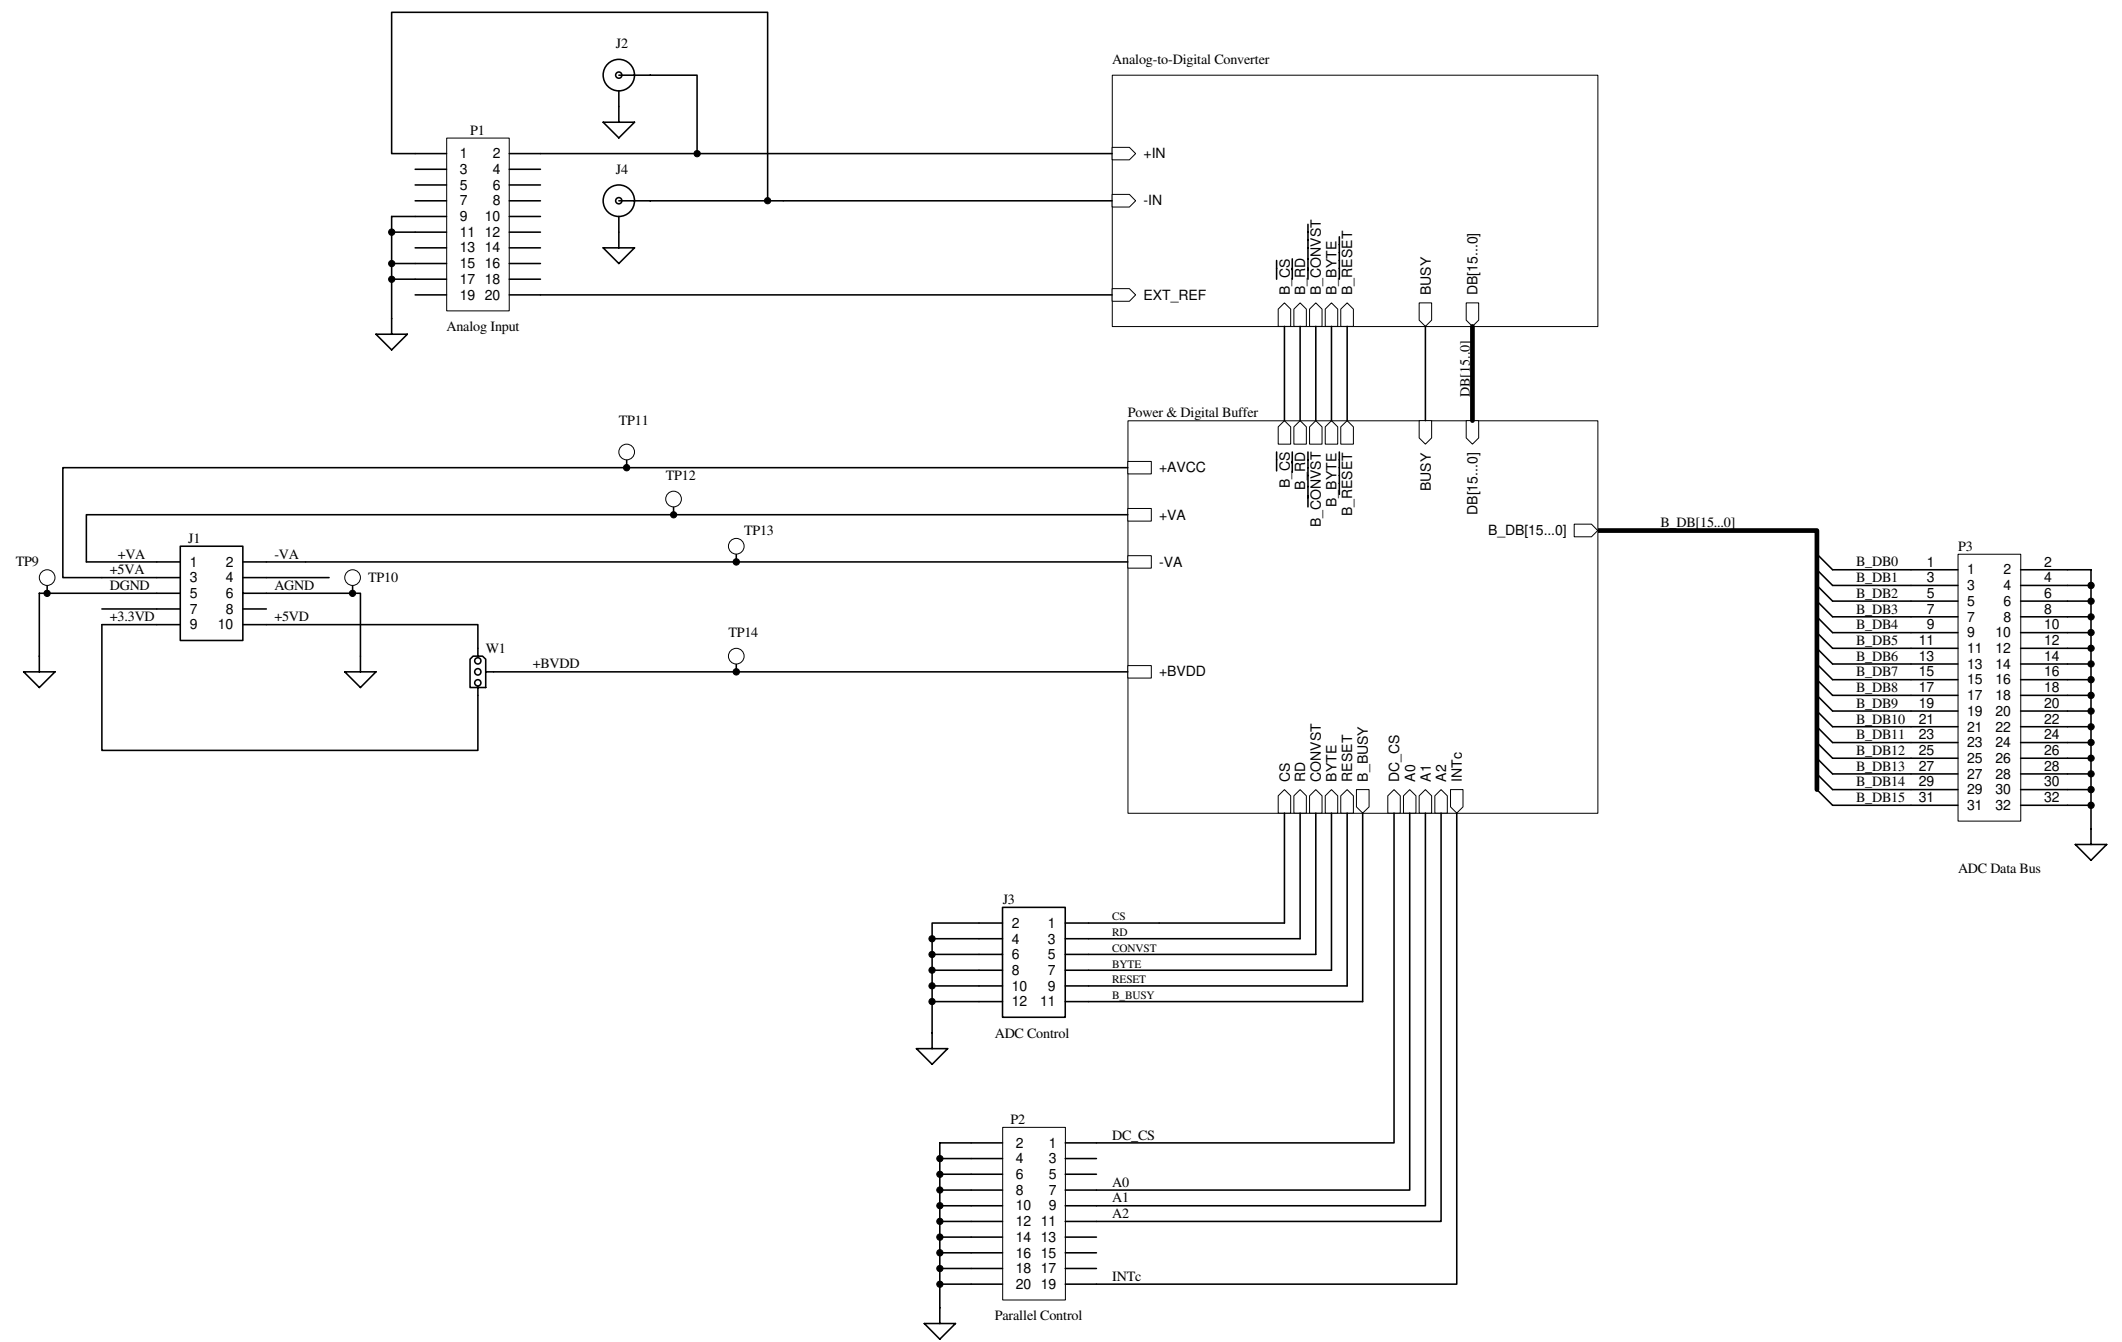 J2
Analog-to-Digital Converter
P1
1 2
3 4
5 6
7 8
9 10
11 12
13 14
15 16
17 18
19 20
Analog Input
J4
+IN
-IN
EXT_REF
B_CS
B_RD
B_CONVST
B_BYTE
B_RESET
BUSY
DB[15...0]
DB[15...0]
Power & Digital Buffer
B_CS
B_RD
B_CONVST
B_BYTE
B_RESET
BUSY
DB[15...0]
TP11
+AVCC
TP12
+VA
TP13
-VA
B_DB[15...0]
B_DB[15...0]
J1
TP9
TP10
+VA 1 2 -VA
+5VA 3 4
DGND 5 6 AGND
7 8
+3.3VD 9 10 +5VD
W1
+BVDD
TP14
+BVDD
P3
B_DB0 1 1 2 2
B_DB1 3 3 4 4
B_DB2 5 5 6 6
B_DB3 7 7 8 8
B_DB4 9 9 10 10
B_DB5 11 11 12 12
B_DB6 13 13 14 14
B_DB7 15 15 16 16
B_DB8 17 17 18 18
B_DB9 19 19 20 20
B_DB10 21 21 22 22
B_DB11 23 23 24 24
B_DB12 25 25 26 26
B_DB13 27 27 28 28
B_DB14 29 29 30 30
B_DB15 31 31 32 32
ADC Data Bus
CS
RD
CONVST
BYTE
RESET
B_BUSY
DC_CS
A0
A1
A2
INTc
J3
2 1 CS
4 3 RD
6 5 CONVST
8 7 BYTE
10 9 RESET
12 11 B_BUSY
ADC Control
P2
2 1 DC_CS
4 3
6 5
8 7 A0
10 9 A1
12 11 A2
14 13
16 15
18 17
20 19 INTc
Parallel Control